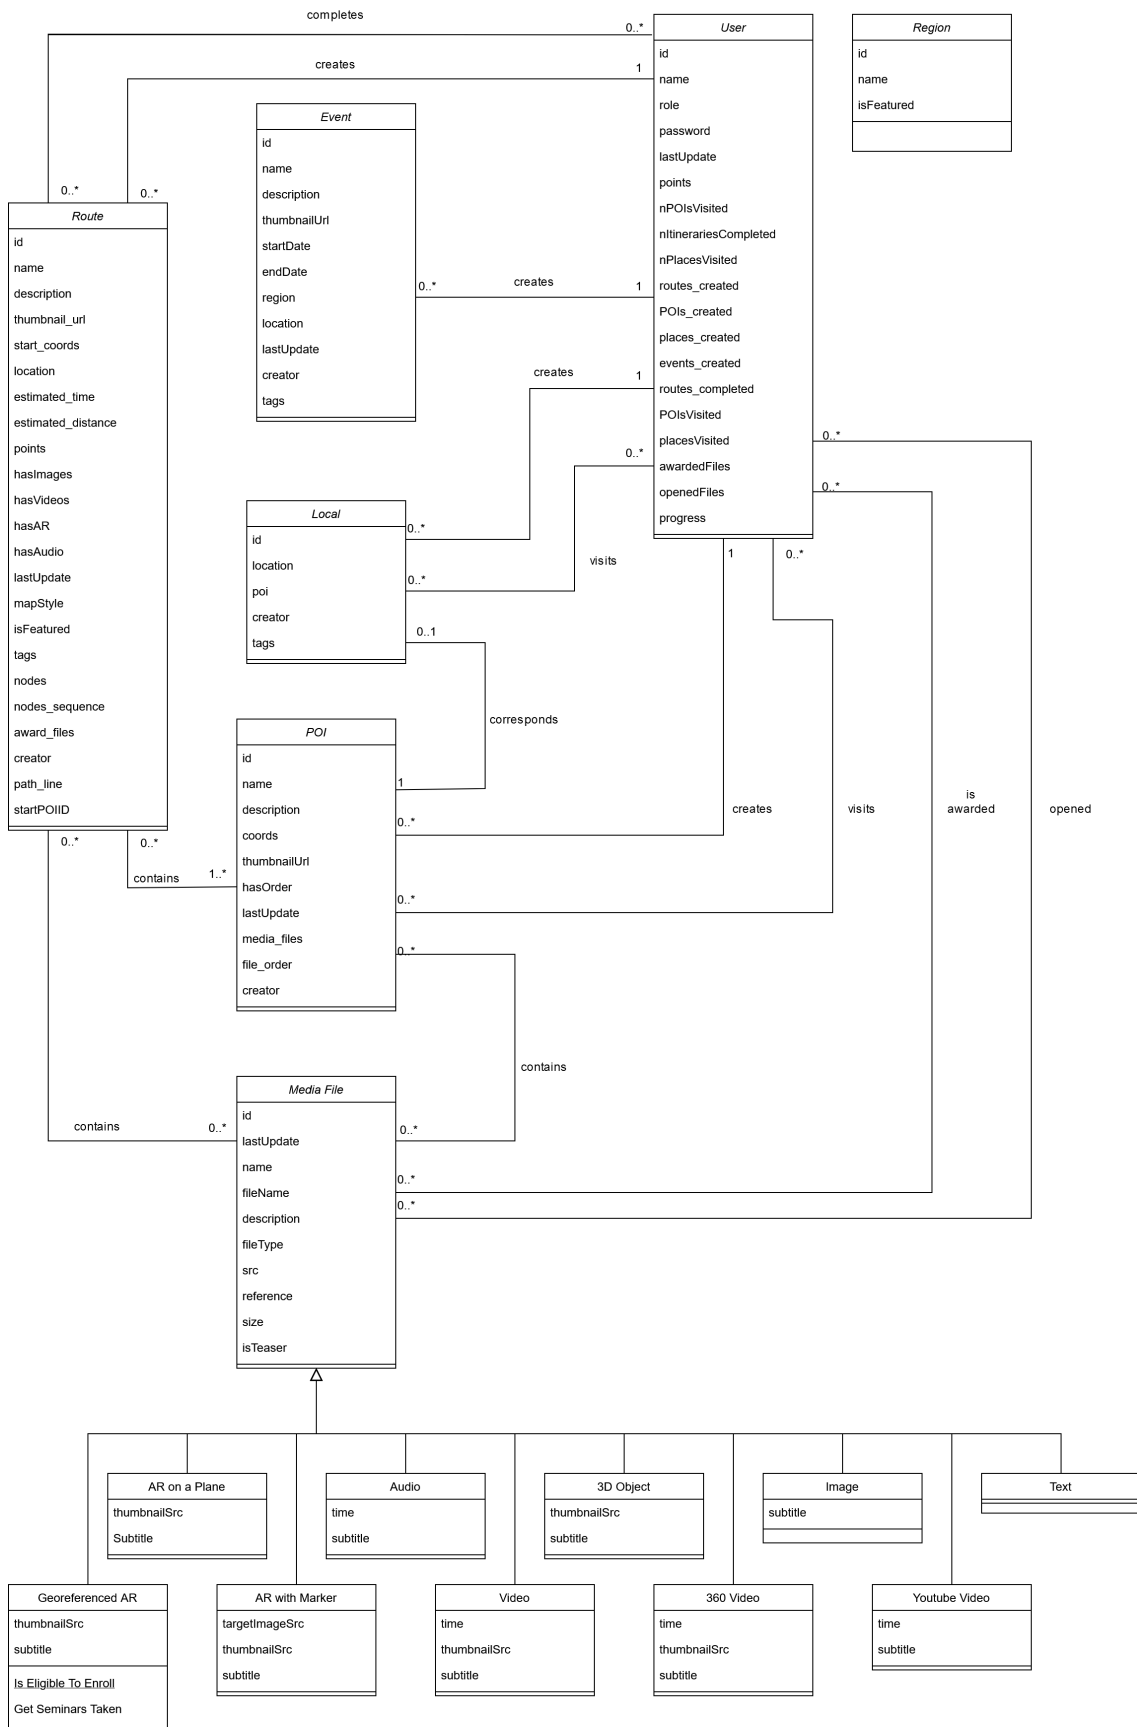 completes
0..*
creates
1
0..*
0..*
User
id
name
role
password
lastUpdate
points
nPOIsVisited
nItinerariesCompleted
nPlacesVisited
routes_created
POIs_created
places_created
events_created
routes_completed
POIsVisited
placesVisited
awardedFiles
openedFiles
progress
Region
id
name
isFeatured
Event
id
name
description
thumbnailUrl
startDate
endDate
region
location
lastUpdate
creator
tags
0..*
creates
1
Route
id
name
description
thumbnail_url
start_coords
location
estimated_time
estimated_distance
points
hasImages
hasVideos
hasAR
hasAudio
lastUpdate
mapStyle
isFeatured
tags
nodes
nodes_sequence
award_files
creator
path_line
startPOIID
creates
1
0..*
0..*
0..*
Local
id
location
poi
creator
tags
0..*
0..*
visits
0..1
1
0..*
corresponds
POI
id
name
description
coords
thumbnailUrl
hasOrder
lastUpdate
media_files
file_order
creator
1
0..*
creates
visits
is
awarded
opened
0..*
0..*
contains
1..*
0..*
0..*
contains
Media File
id
lastUpdate
name
fileName
description
fileType
src
reference
size
isTeaser
contains
0..*
0..*
0..*
0..*
AR on a Plane
thumbnailSrc
Subtitle
Audio
time
subtitle
3D Object
thumbnailSrc
subtitle
Image
subtitle
Text
Georeferenced AR
thumbnailSrc
subtitle
Is Eligible To Enroll
Get Seminars Taken
AR with Marker
targetImageSrc
thumbnailSrc
subtitle
Video
time
thumbnailSrc
subtitle
360 Video
time
thumbnailSrc
subtitle
Youtube Video
time
subtitle